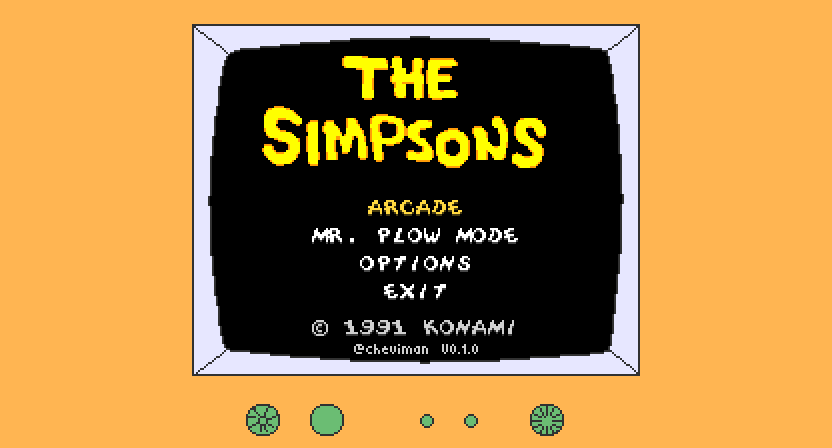 THE
SIMPSONS
ARCADE
MR. PLOW MODE
OPTIONS
EXIT
© 1991 KONAMI
@cheviman V0.1.0